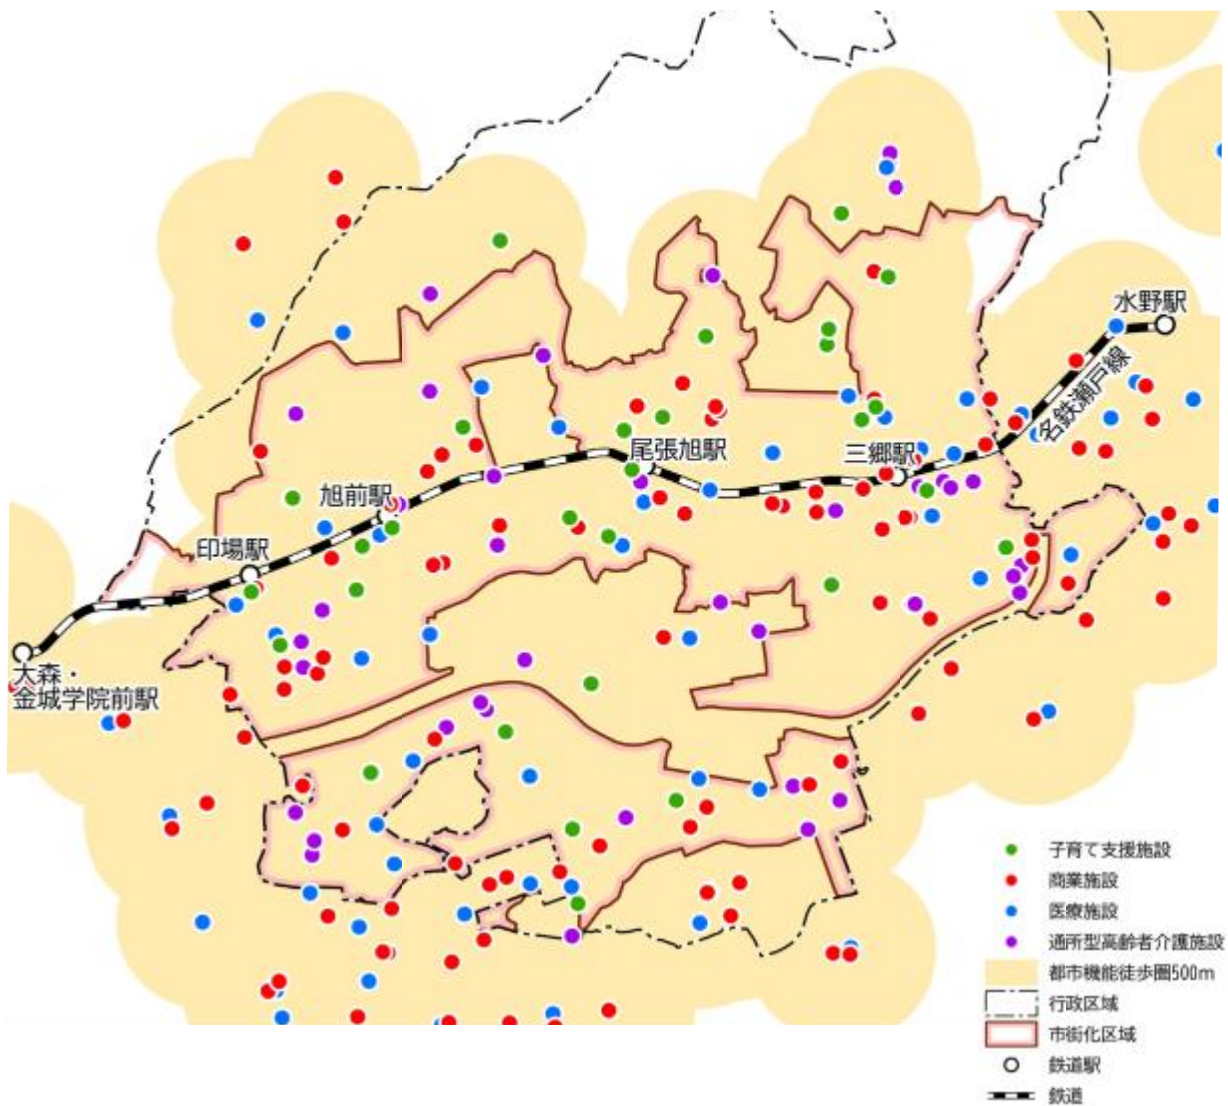 水野駅
名鉄瀬戸線
尾張旭駅
三郷駅
旭前駅
印場駅
大森・
金城学院前駅
子育て支援施設
商業施設
医療施設
通所型高齢者介護施設
都市機能徒歩圏500m
行政区域
市街化区域
鉄道駅
鉄道